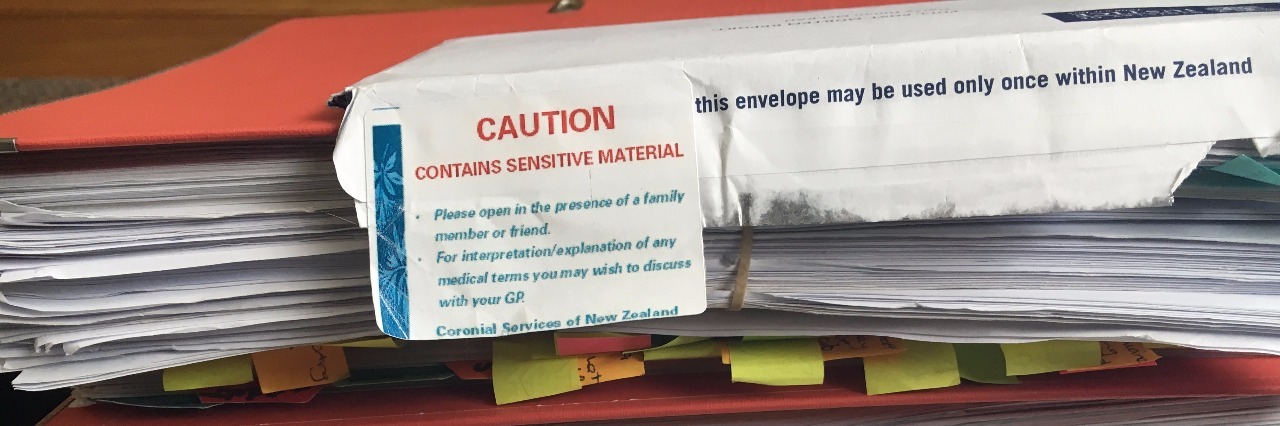 this envelope may be used only once within New Zealand
CAUTION
CONTAINS SENSITIVE MATERIAL
• Please open in the presence of a family
member or friend.
• For interpretation/explanation of any
medical terms you may wish to discuss
with your GP.
Coronial Services of New Zealand